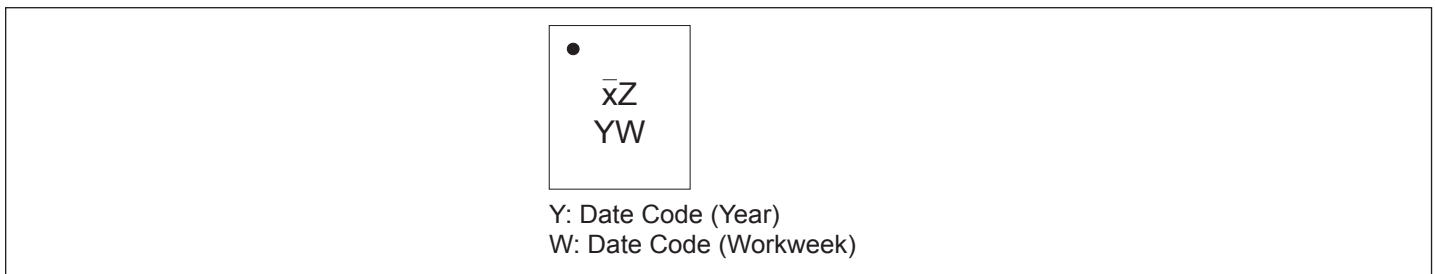 x̅Z
YW
Y: Date Code (Year)
W: Date Code (Workweek)